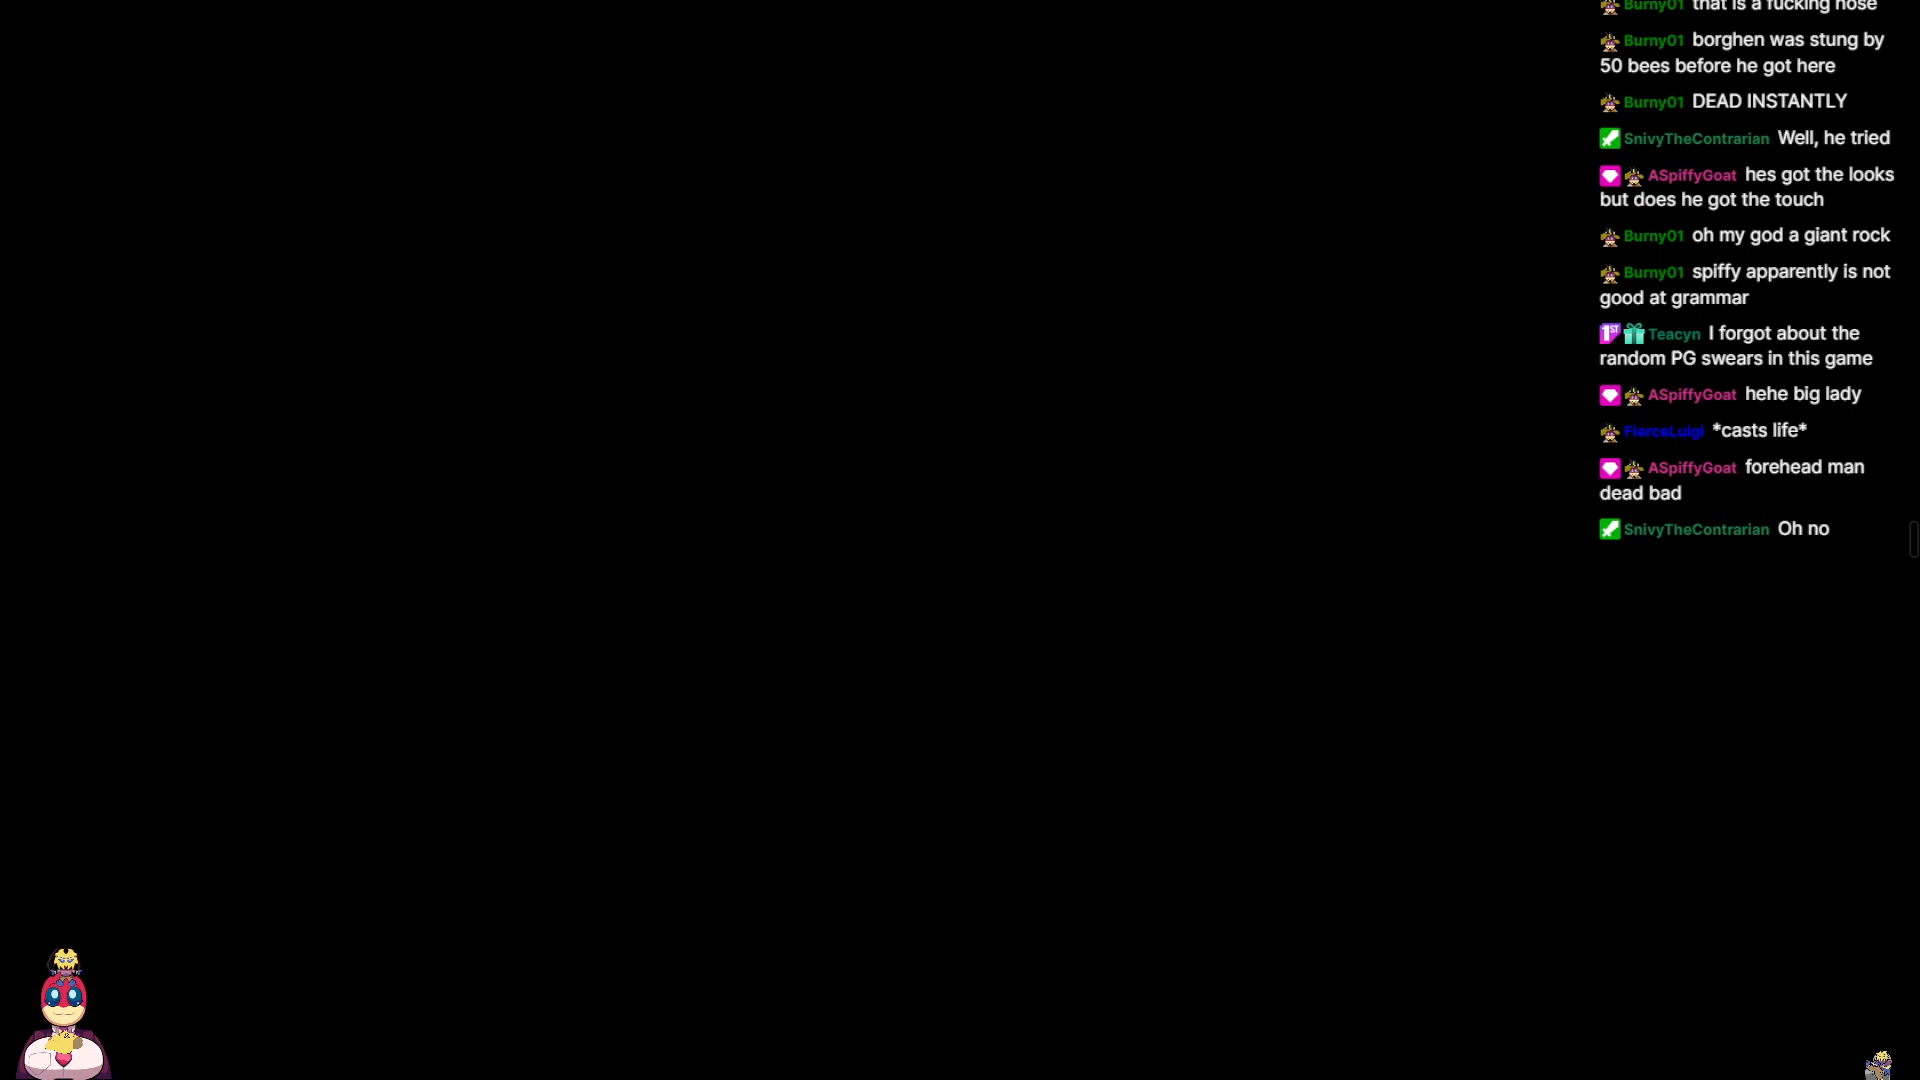 Burny01 that is a fucking nose
Burny01 borghen was stung by
50 bees before he got here
Burny01 DEAD INSTANTLY
SnivyTheContrarian Well, he tried
ASpiffyGoat hes got the looks
but does he got the touch
Burny01 oh my god a giant rock
Burny01 spiffy apparently is not
good at grammar
1ST Teacyn I forgot about the
random PG swears in this game
ASpiffyGoat hehe big lady
FierceLuigi *casts life*
ASpiffyGoat forehead man
dead bad
SnivyTheContrarian Oh no